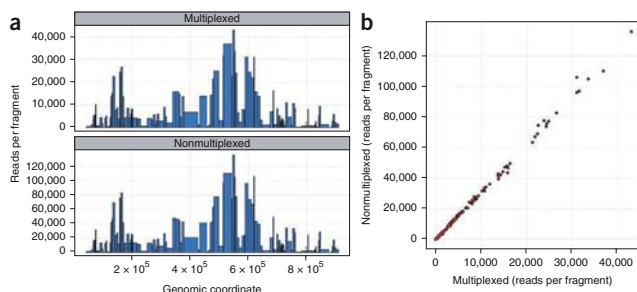 a
Multiplexed
40,000
30,000
20,000
10,000
0
Reads per fragment
Nonmultiplexed
120,000
100,000
80,000
60,000
40,000
20,000
0
2 × 10⁵
4 × 10⁵
6 × 10⁵
8 × 10⁵
Genomic coordinate
b
Nonmultiplexed (reads per fragment)
120,000
100,000
80,000
60,000
40,000
20,000
0
0
10,000
20,000
30,000
40,000
Multiplexed (reads per fragment)